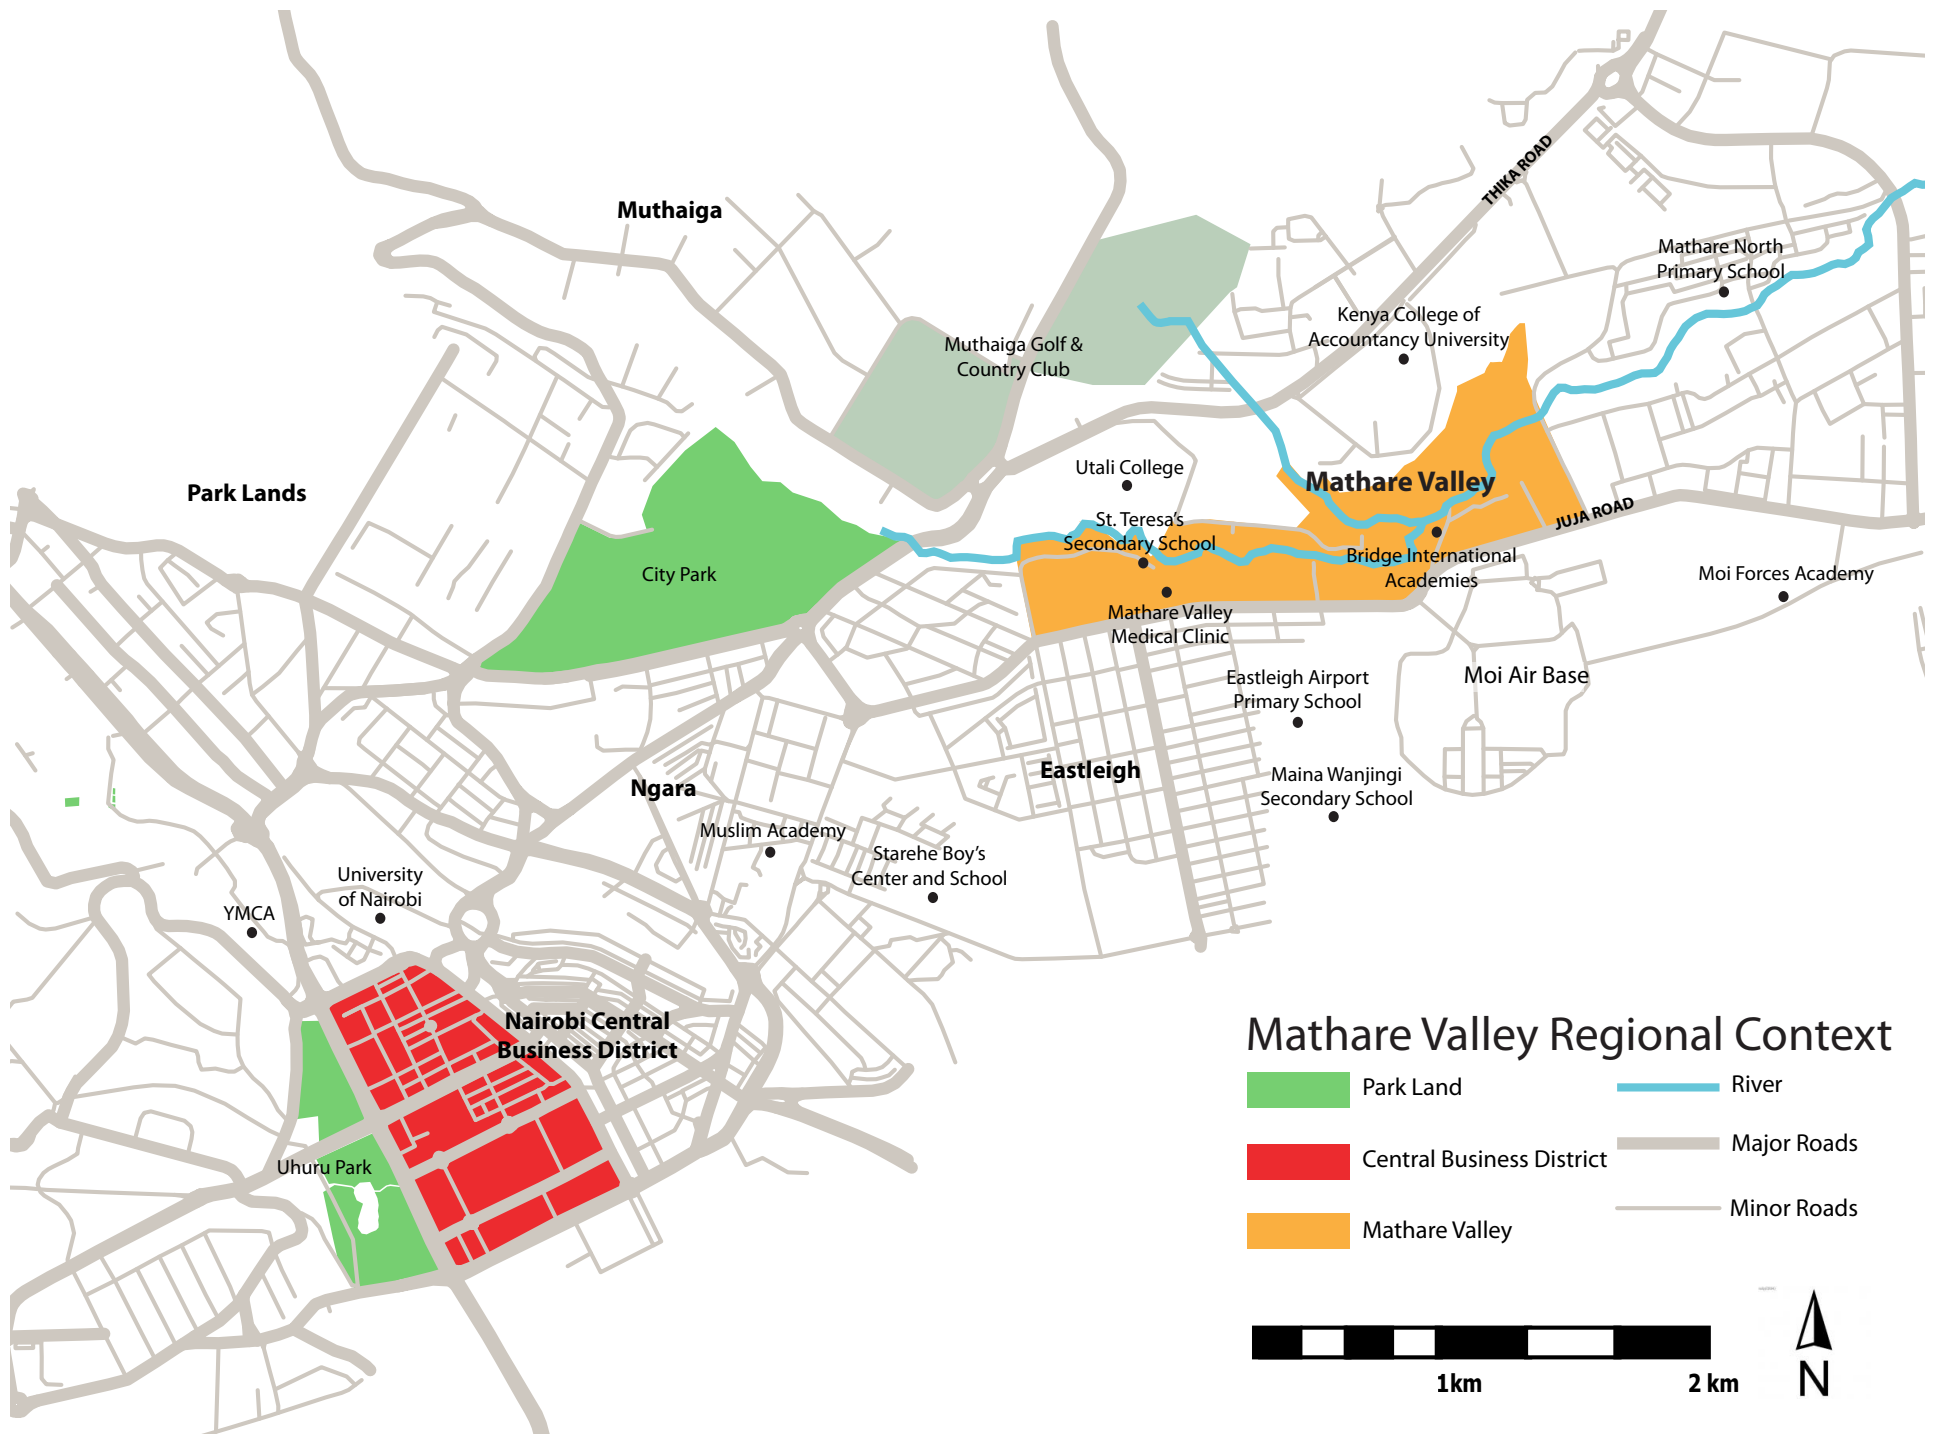 THIKA ROAD
Muthaiga
Mathare North
Primary School
Kenya College of
Accountancy University
Muthaiga Golf &
Country Club
Utali College
Mathare Valley
Park Lands
St. Teresa's
Secondary School
JUJA ROAD
Bridge International
Academies
City Park
Moi Forces Academy
Mathare Valley
Medical Clinic
Eastleigh Airport
Primary School
Moi Air Base
Eastleigh
Ngara
Maina Wanjingi
Secondary School
Muslim Academy
Starehe Boy's
Center and School
University
of Nairobi
YMCA
Nairobi Central
Business District
Uhuru Park
Mathare Valley Regional Context
Park Land
River
Central Business District
Major Roads
Mathare Valley
Minor Roads
1km
2 km
N